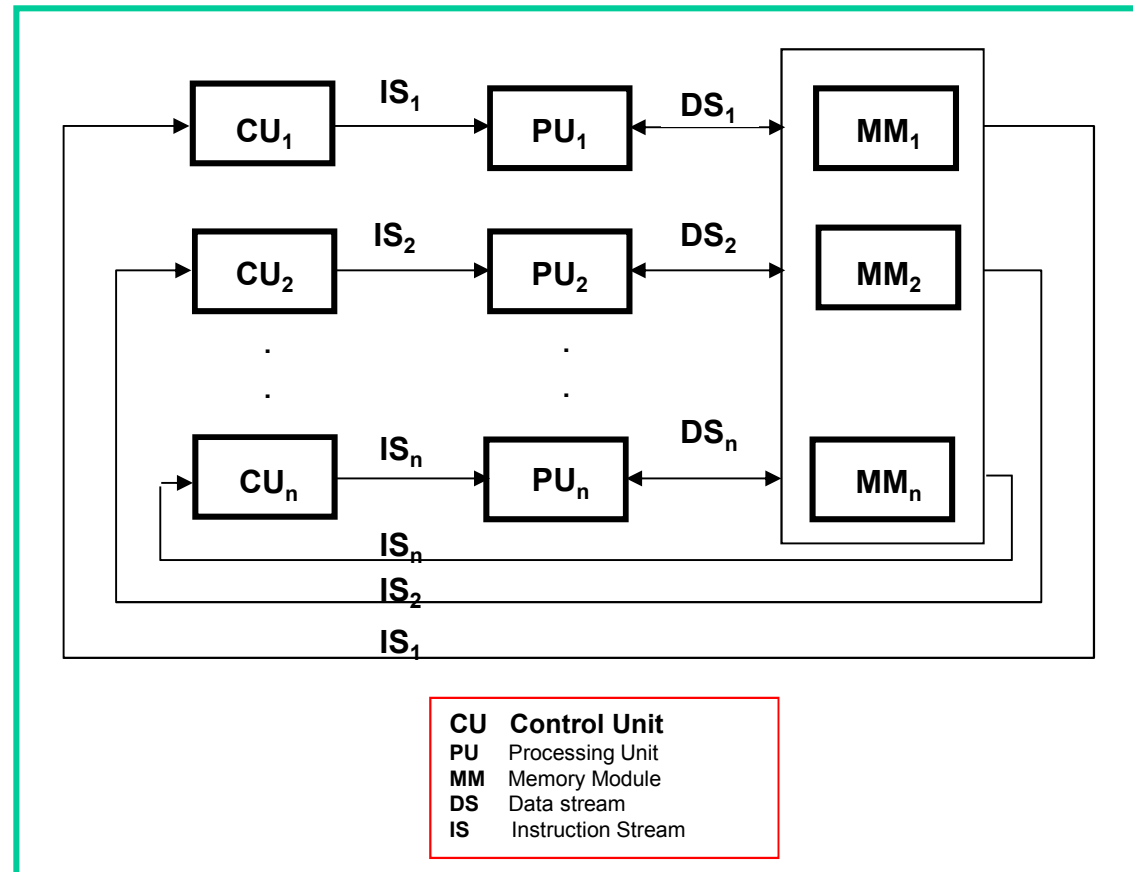 IS₁
DS₁
CU₁ PU₁ MM₁
IS₂ DS₂
CU₂ PU₂ MM₂
. .
. .
DSₙ
ISₙ
CUₙ PUₙ MMₙ
ISₙ
IS₂
IS₁
CU Control Unit
PU Processing Unit
MM Memory Module
DS Data stream
IS Instruction Stream